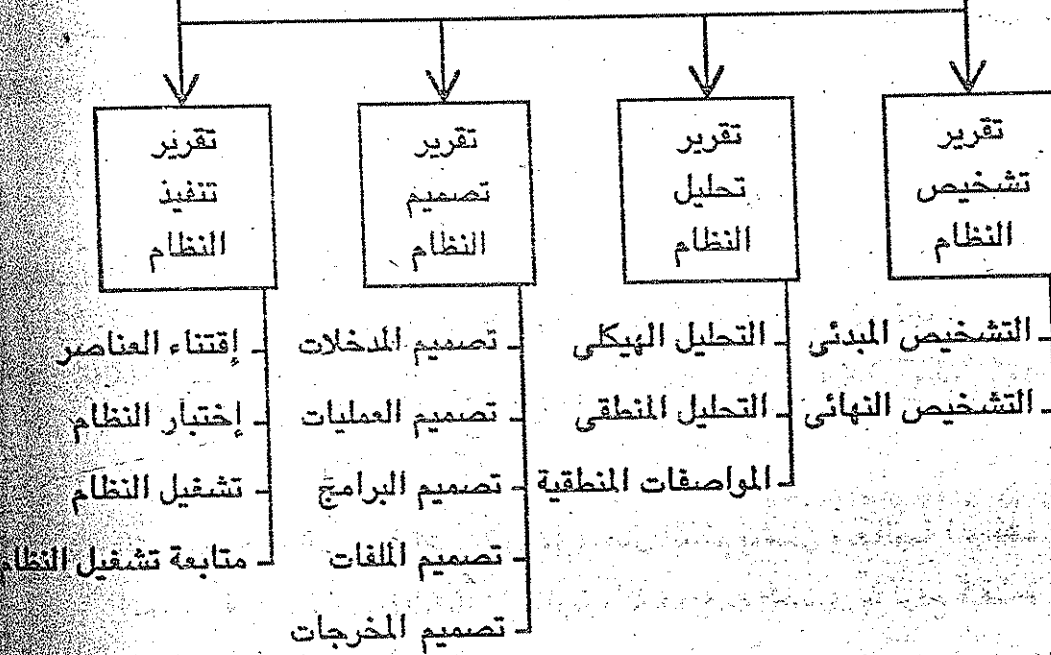 تقرير
تشخيص
النظام
التشخيص المبدئى
التشخيص النهائى
تقرير
تحليل
النظام
التحليل الهيكلى
التحليل المنطقى
المواصفات المنطقية
تقرير
تصميم
النظام
تصميم المدخلات
تصميم العمليات
تصميم البرامج
تصميم الملفات
تصميم المخرجات
تقرير
تنفيذ
النظام
إقتناء العناصر
إختبار النظام
تشغيل النظام
متابعة تشغيل النظام